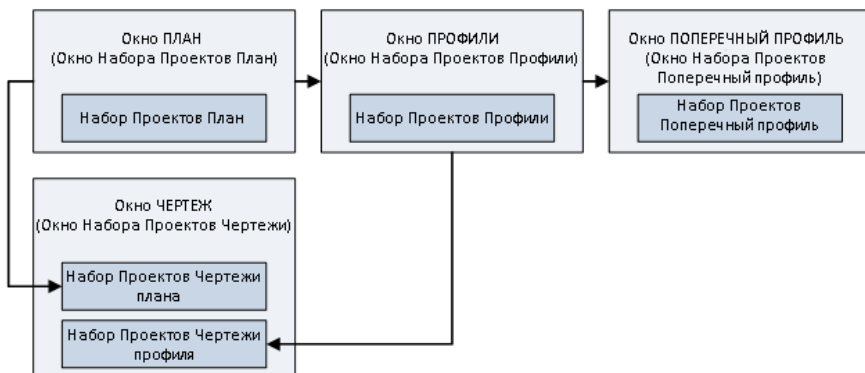 Окно ПЛАН
(Окно Набора Проектов План)
Набор Проектов План
Окно ПРОФИЛИ
(Окно Набора Проектов Профили)
Набор Проектов Профили
Окно ПОПЕРЕЧНЫЙ ПРОФИЛЬ
(Окно Набора Проектов
Поперечный профиль)
Набор Проектов
Поперечный профиль
Окно ЧЕРТЕЖ
(Окно Набора Проектов Чертежи)
Набор Проектов Чертежи
плана
Набор Проектов Чертежи
профиля